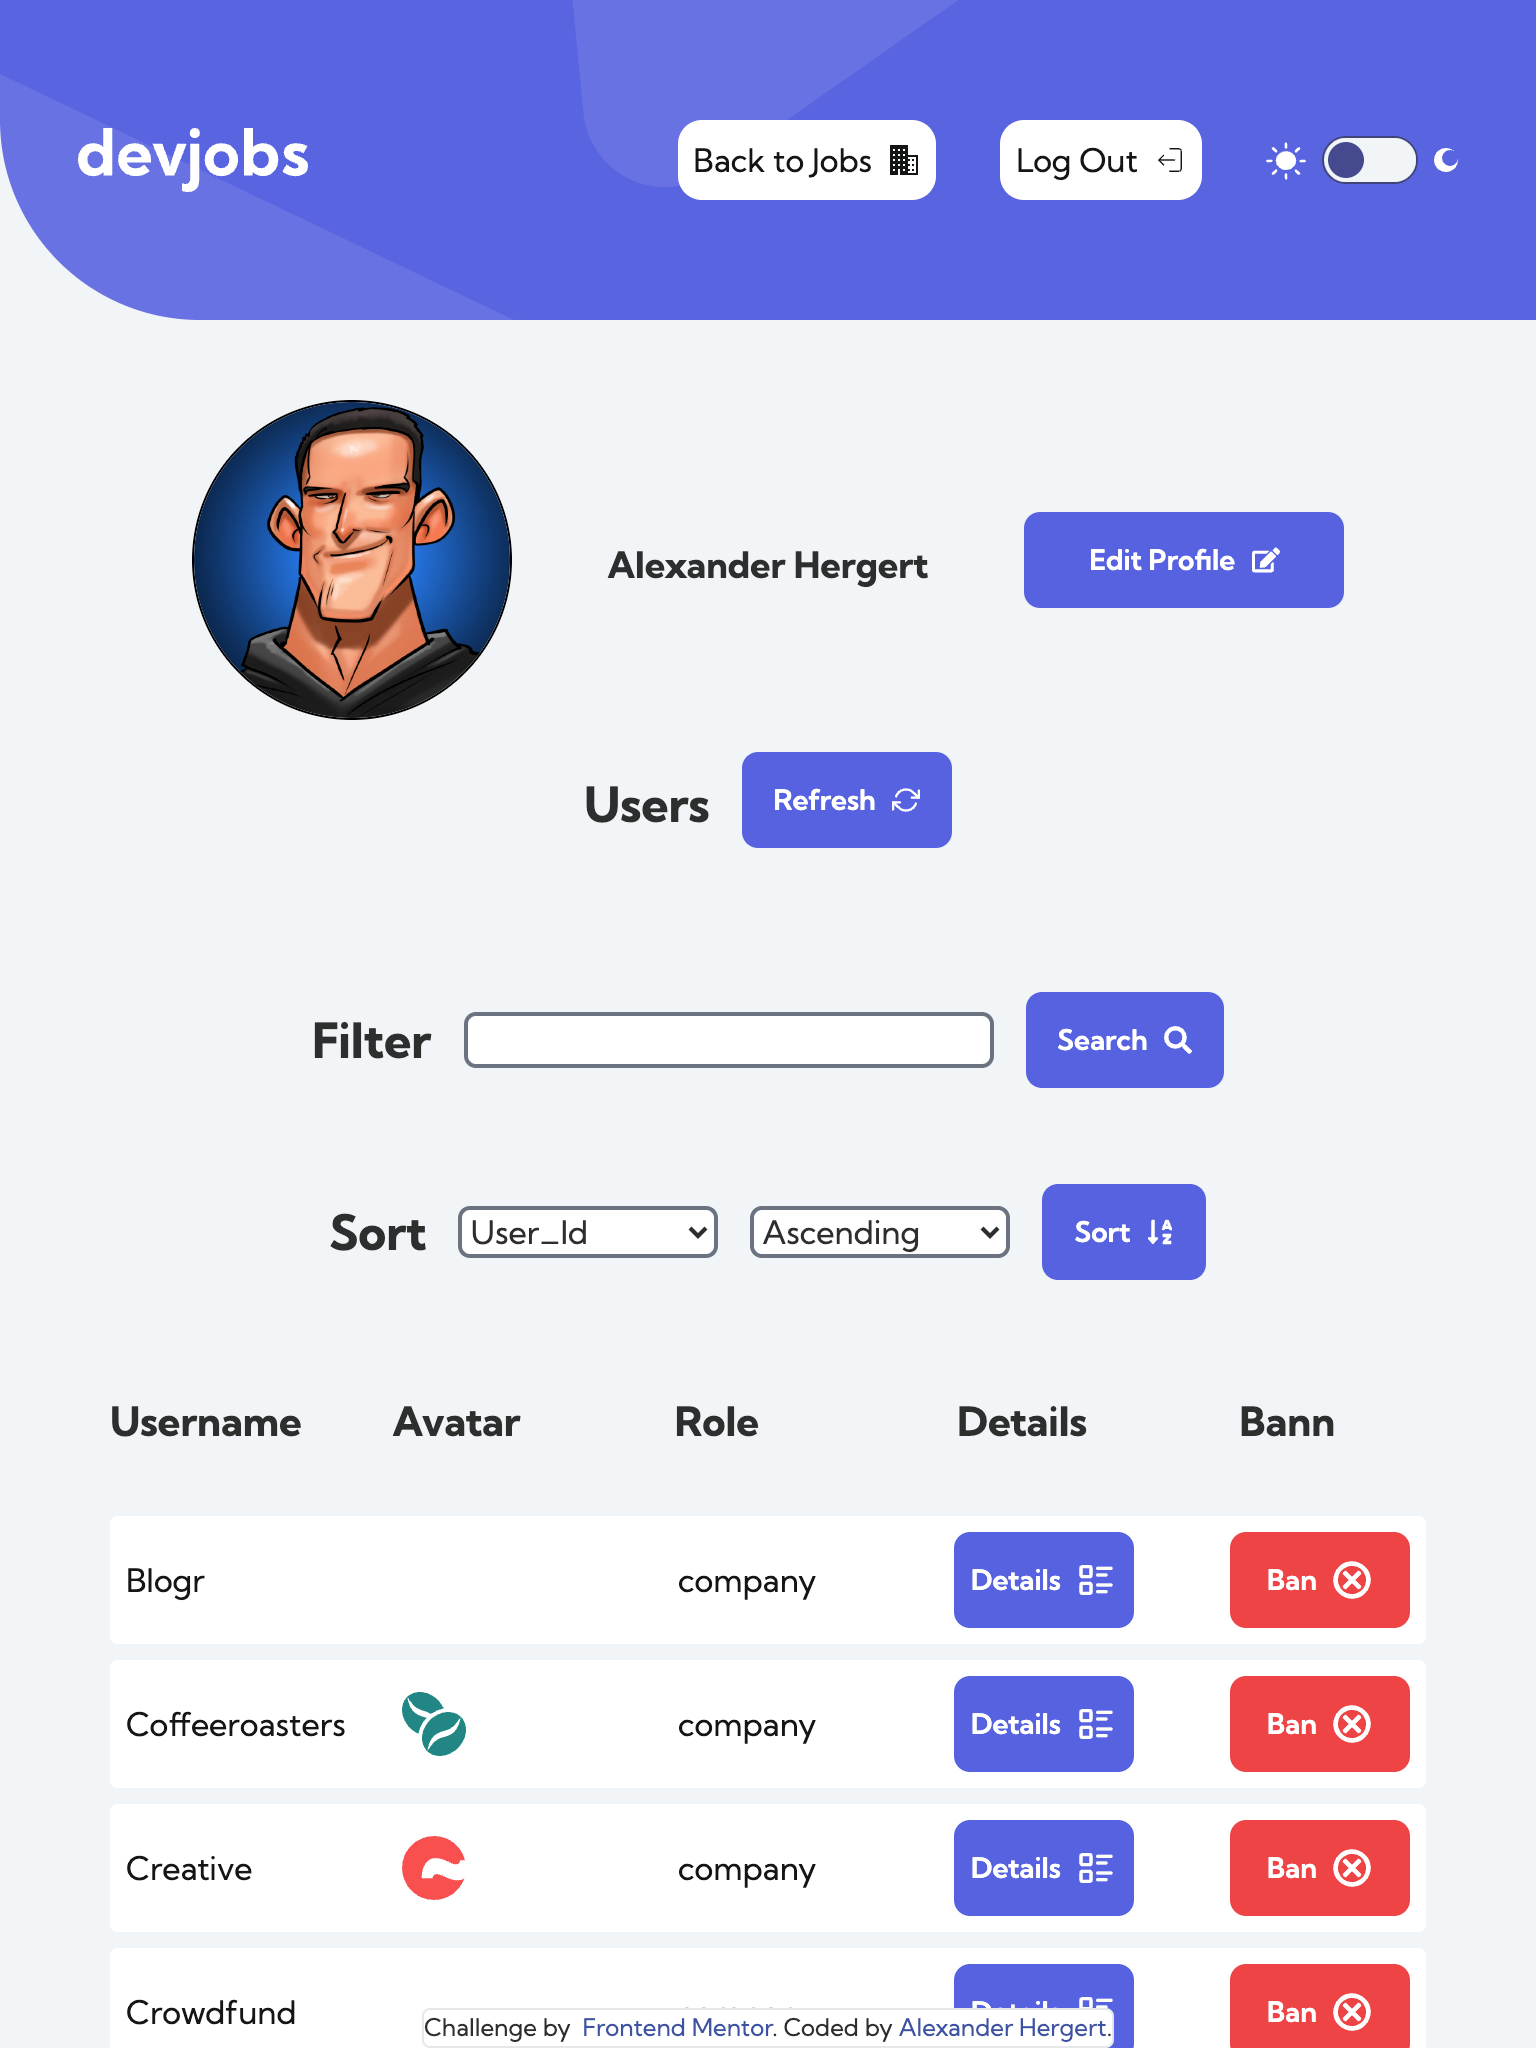 devjobs
Back to Jobs
Log Out
Alexander Hergert
Edit Profile
Users
Refresh
Filter
Search
Sort
User_Id
Ascending
Sort
Username Avatar Role Details Bann
Blogr company Details Ban
Coffeeroasters company Details Ban
Creative company Details Ban
Crowdfund Ban
Challenge by Frontend Mentor. Coded by Alexander Hergert.